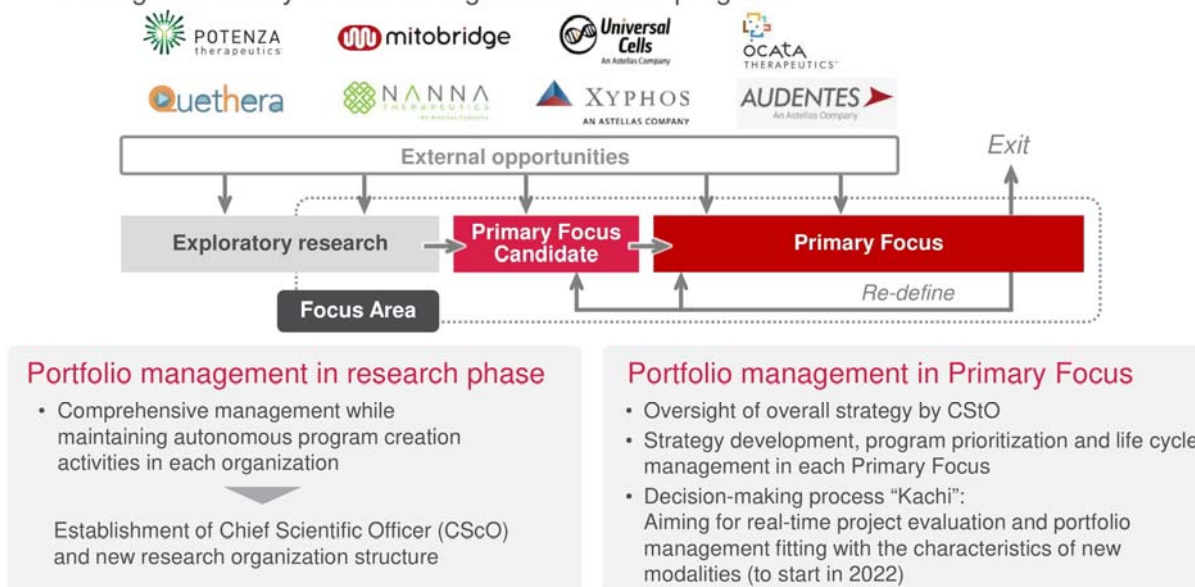 POTENZA
therapeutics
mitobridge
Universal
Cells
An Astellas Company
OCATA
THERAPEUTICS™
Quethera
NANNA
THERAPEUTICS
An Astellas Company
XYPHOS
AN ASTELLAS COMPANY
AUDENTES
An Astellas Company
External opportunities
Exit
Exploratory research
Primary Focus
Candidate
Primary Focus
Re-define
Focus Area
Portfolio management in research phase
• Comprehensive management while
maintaining autonomous program creation
activities in each organization
Establishment of Chief Scientific Officer (CScO)
and new research organization structure
Portfolio management in Primary Focus
• Oversight of overall strategy by CStO
• Strategy development, program prioritization and life cycle
management in each Primary Focus
• Decision-making process “Kachi”:
Aiming for real-time project evaluation and portfolio
management fitting with the characteristics of new
modalities (to start in 2022)